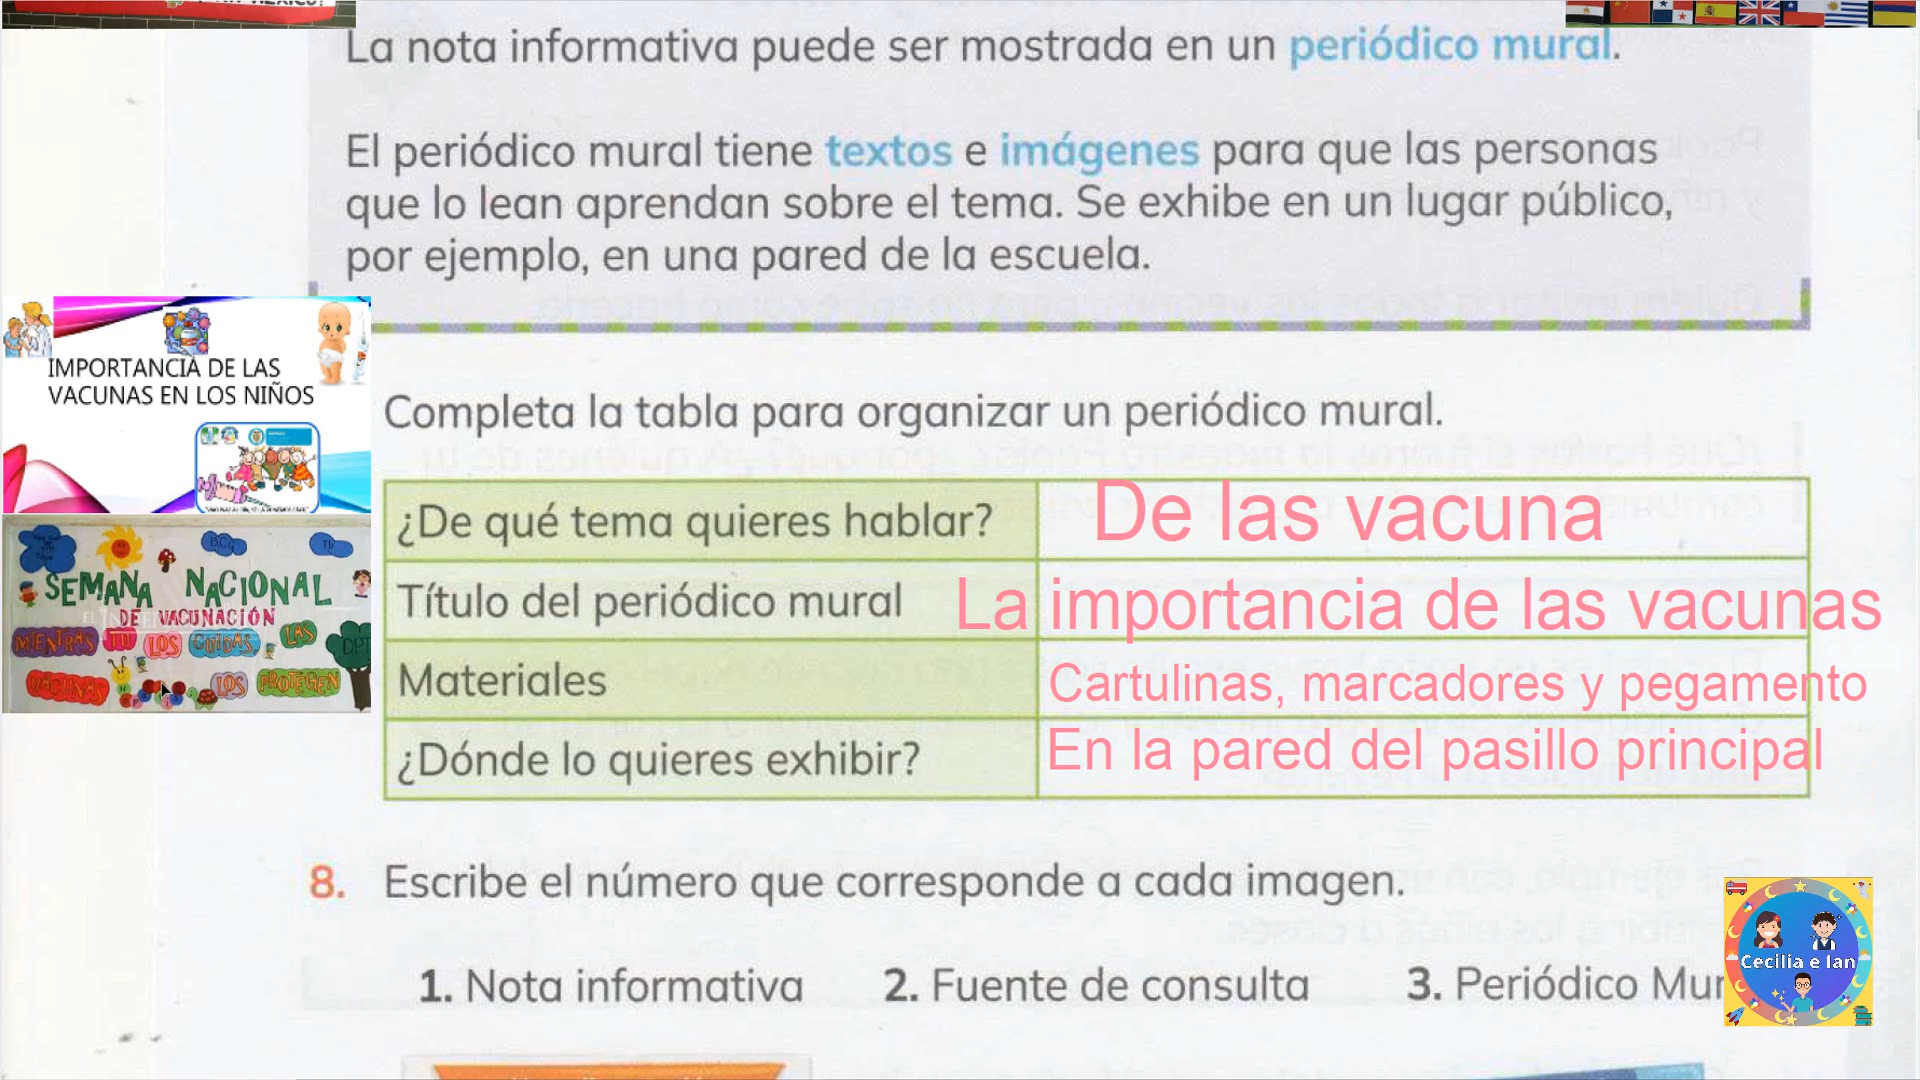 La nota informativa puede ser mostrada en un periódico mural.
El periódico mural tiene textos e imágenes para que las personas
que lo lean aprendan sobre el tema. Se exhibe en un lugar público,
por ejemplo, en una pared de la escuela.
IMPORTANCIA DE LAS
VACUNAS EN LOS NIÑOS
SEMANA NACIONAL
DE VACUNACIÓN
MIENTRAS TU LOS CUIDAS, LAS
VACUNAS LOS PROTEGEN
Completa la tabla para organizar un periódico mural.
¿De qué tema quieres hablar? De las vacuna
Título del periódico mural La importancia de las vacunas
Materiales Cartulinas, marcadores y pegamento
¿Dónde lo quieres exhibir? En la pared del pasillo principal
8. Escribe el número que corresponde a cada imagen.
1. Nota informativa 2. Fuente de consulta 3. Periódico Mur
Cecilia e Ian